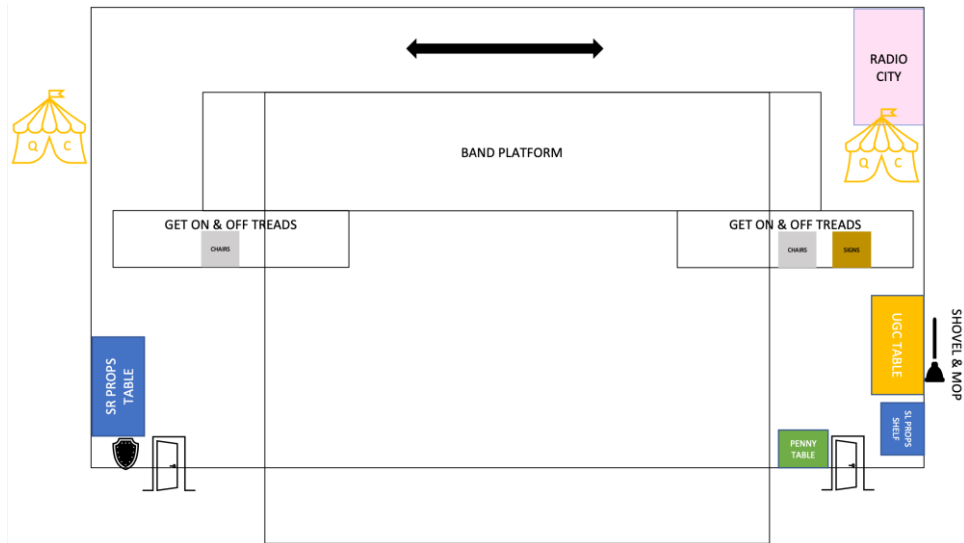 RADIO
CITY
Q C
Q C
BAND PLATFORM
GET ON & OFF TREADS
GET ON & OFF TREADS
CHAIRS
CHAIRS
SIGNS
UGC TABLE
SHOVEL & MOP
SR PROPS
TABLE
SL PROPS
SHELF
PENNY
TABLE